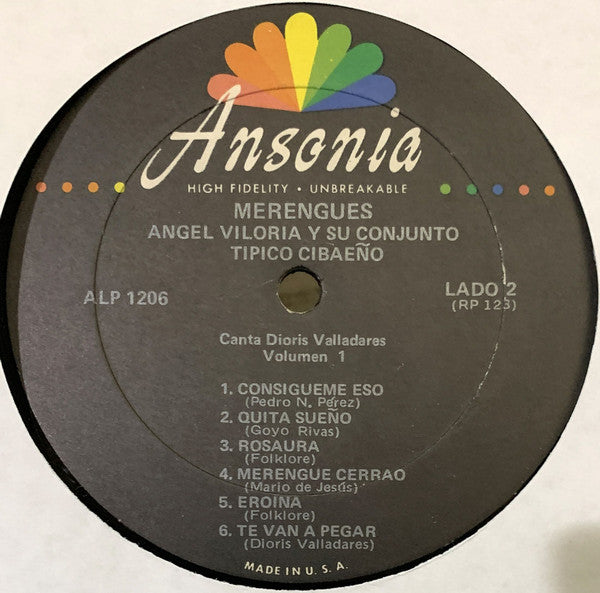 Ansonia
HIGH FIDELITY • UNBREAKABLE
MERENGUES
ANGEL VILORIA Y SU CONJUNTO
TIPICO CIBAEÑO
ALP 1206
LADO 2
(RP 123)
Canta Dioris Valladares
Volumen 1
1. CONSIGUEME ESO
(Pedro N. Pérez)
2. QUITA SUEÑO
(Goyo Rivas)
3. ROSAURA
(Folklore)
4. MERENGUE CERRAO
(Mario de Jesús)
5. EROINA
(Folklore)
6. TE VAN A PEGAR
(Dioris Valladares)
MADE IN U. S. A.